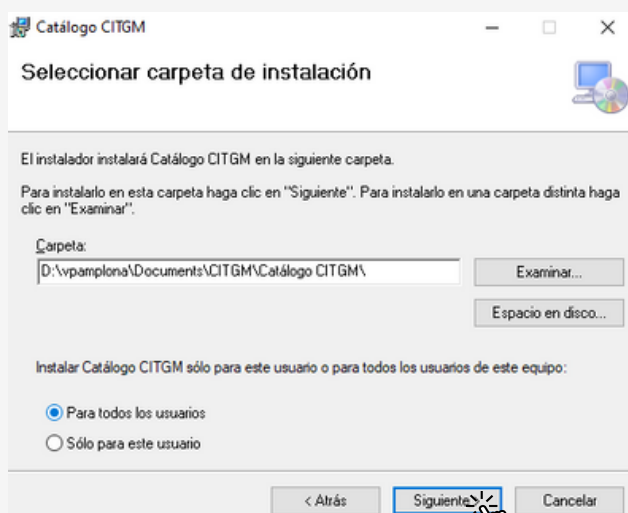 Catálogo CITGM
Seleccionar carpeta de instalación
El instalador instalará Catálogo CITGM en la siguiente carpeta.
Para instalarlo en esta carpeta haga clic en "Siguiente". Para instalarlo en una carpeta distinta haga
clic en "Examinar".
Carpeta:
D:\vpamplona\Documents\CITGM\Catálogo CITGM\
Examinar...
Espacio en disco...
Instalar Catálogo CITGM sólo para este usuario o para todos los usuarios de este equipo:
Para todos los usuarios
Sólo para este usuario
< Atrás
Siguiente
Cancelar